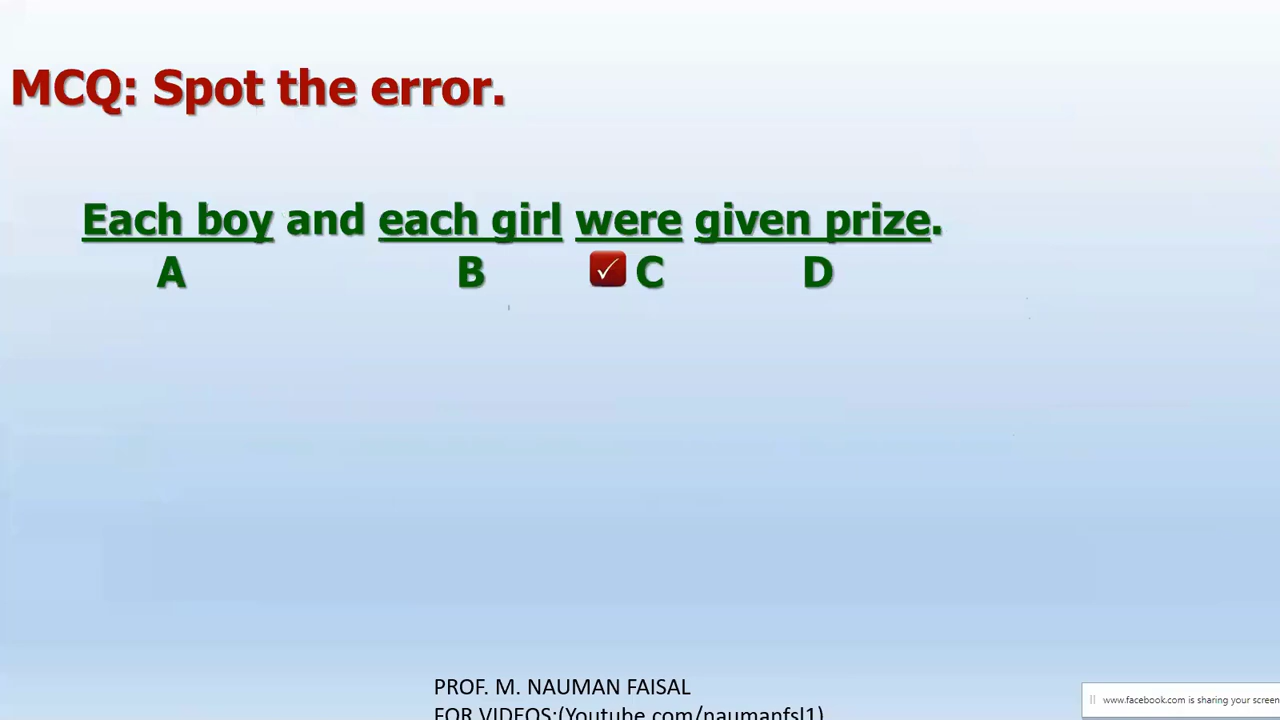 MCQ: Spot the error.
Each boy and each girl were given prize.
A B C D
PROF. M. NAUMAN FAISAL
FOR VIDEOS:(Youtube.com/naumanfsl1)
www.facebook.com is sharing your screen